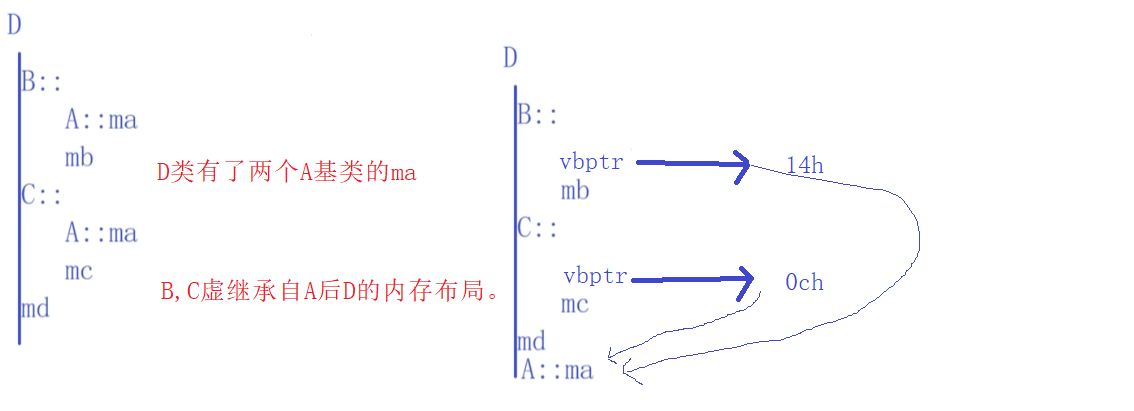 D
B::
A::ma
mb
C::
A::ma
mc
md
D类有了两个A基类的ma
B,C虚继承自A后D的内存布局。
D
B::
vbptr
14h
mb
C::
vbptr
0ch
mc
md
A::ma